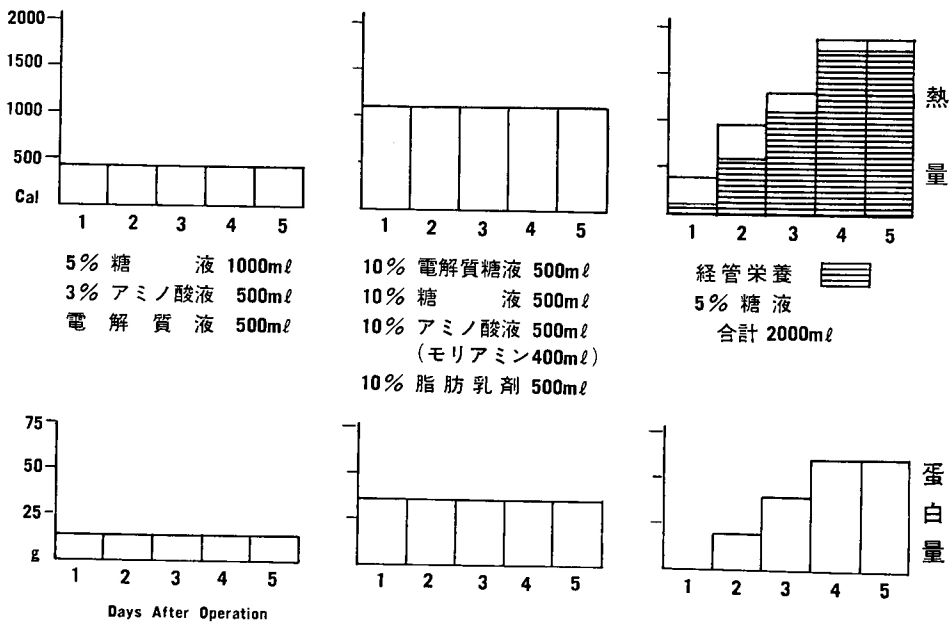 2000
1500
1000
500
Cal
1 2 3 4 5
5% 糖 液 1000mℓ
3% アミノ酸液 500mℓ
電 解 質 液 500mℓ
1 2 3 4 5
10% 電解質糖液 500mℓ
10% 糖 液 500mℓ
10% アミノ酸液 500mℓ
(モリアミン400mℓ)
10% 脂肪乳剤 500mℓ
熱
量
1 2 3 4 5
経管栄養
5% 糖液
合計 2000mℓ
75
50
25
g
1 2 3 4 5
Days After Operation
1 2 3 4 5
蛋
白
量
1 2 3 4 5